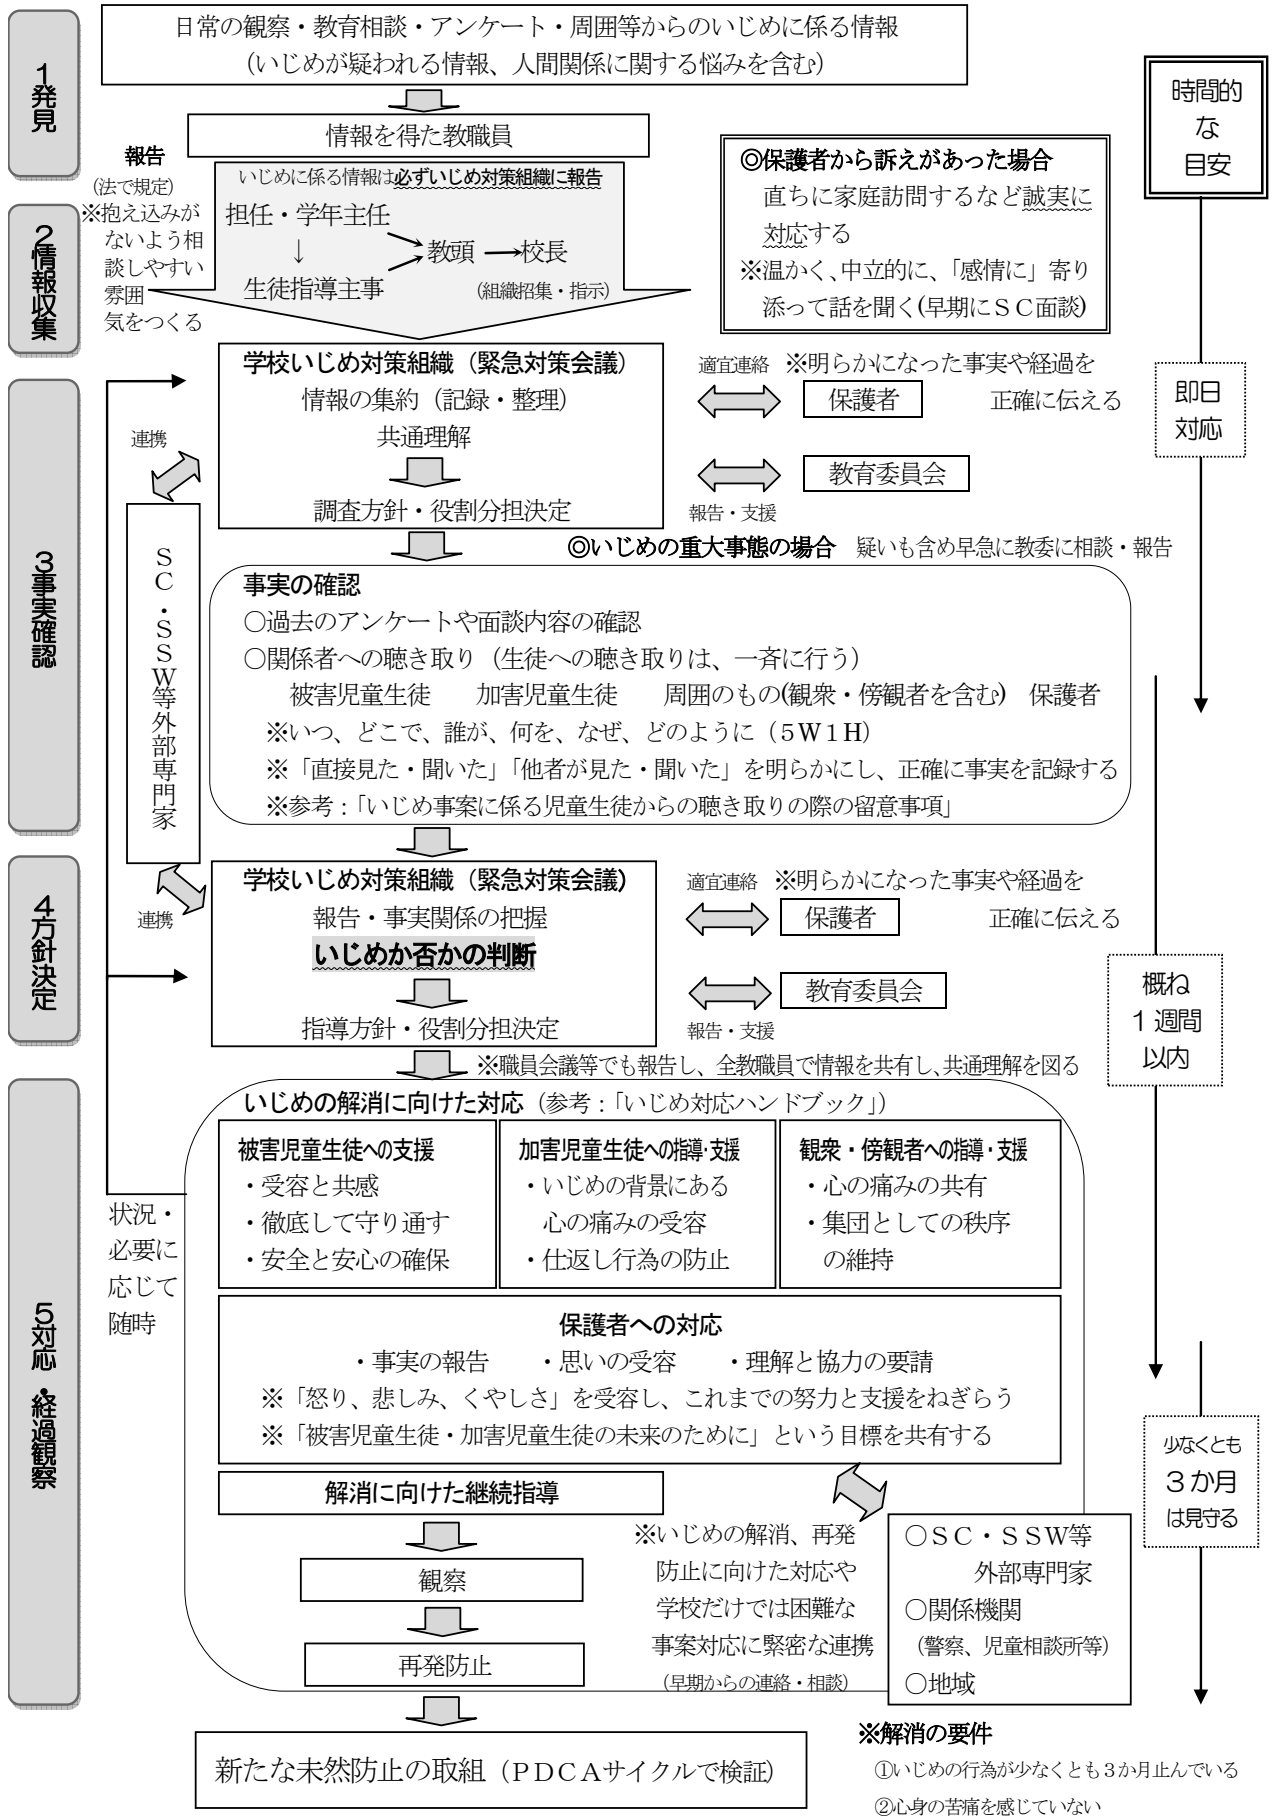 日常の観察・教育相談・アンケート・周囲等からのいじめに係る情報
（いじめが疑われる情報、人間関係に関する悩みを含む）
１発見
時間的
な
目安
情報を得た教職員
報告
（法で規定）
※抱え込みが
ないよう相
談しやすい
雰囲
気をつくる
いじめに係る情報は必ずいじめ対策組織に報告
担任・学年主任
↓
生徒指導主事
教頭
校長
（組織招集・指示）
◎保護者から訴えがあった場合
直ちに家庭訪問するなど誠実に
対応する
※温かく、中立的に、「感情に」寄り
添って話を聞く(早期にＳＣ面談)
２情報収集
学校いじめ対策組織（緊急対策会議）
情報の集約（記録・整理）
共通理解
調査方針・役割分担決定
適宜連絡
※明らかになった事実や経過を
正確に伝える
保護者
教育委員会
報告・支援
即日
対応
連携
ＳＣ・ＳＳＷ等外部専門家
◎いじめの重大事態の場合　疑いも含め早急に教委に相談・報告
３事実確認
事実の確認
○過去のアンケートや面談内容の確認
○関係者への聴き取り（生徒への聴き取りは、一斉に行う）
被害児童生徒　加害児童生徒　周囲のもの(観衆・傍観者を含む)　保護者
※いつ、どこで、誰が、何を、なぜ、どのように（５Ｗ１Ｈ）
※「直接見た・聞いた」「他者が見た・聞いた」を明らかにし、正確に事実を記録する
※参考：「いじめ事案に係る児童生徒からの聴き取りの際の留意事項」
４方針決定
連携
学校いじめ対策組織（緊急対策会議）
報告・事実関係の把握
いじめか否かの判断
指導方針・役割分担決定
適宜連絡
※明らかになった事実や経過を
正確に伝える
保護者
教育委員会
報告・支援
概ね
１週間
以内
※職員会議等でも報告し、全教職員で情報を共有し、共通理解を図る
５対応・経過観察
いじめの解消に向けた対応（参考：「いじめ対応ハンドブック」）
被害児童生徒への支援
・受容と共感
・徹底して守り通す
・安全と安心の確保
加害児童生徒への指導・支援
・いじめの背景にある
心の痛みの受容
・仕返し行為の防止
観衆・傍観者への指導・支援
・心の痛みの共有
・集団としての秩序
の維持
状況・
必要に
応じて
随時
保護者への対応
・事実の報告　・思いの受容　・理解と協力の要請
※「怒り、悲しみ、くやしさ」を受容し、これまでの努力と支援をねぎらう
※「被害児童生徒・加害児童生徒の未来のために」という目標を共有する
少なくとも
３か月
は見守る
解消に向けた継続指導
観察
再発防止
※いじめの解消、再発
防止に向けた対応や
学校だけでは困難な
事案対応に緊密な連携
（早期からの連絡・相談）
○ＳＣ・ＳＳＷ等
外部専門家
○関係機関
（警察、児童相談所等）
○地域
新たな未然防止の取組（ＰＤＣＡサイクルで検証）
※解消の要件
①いじめの行為が少なくとも３か月止んでいる
②心身の苦痛を感じていない